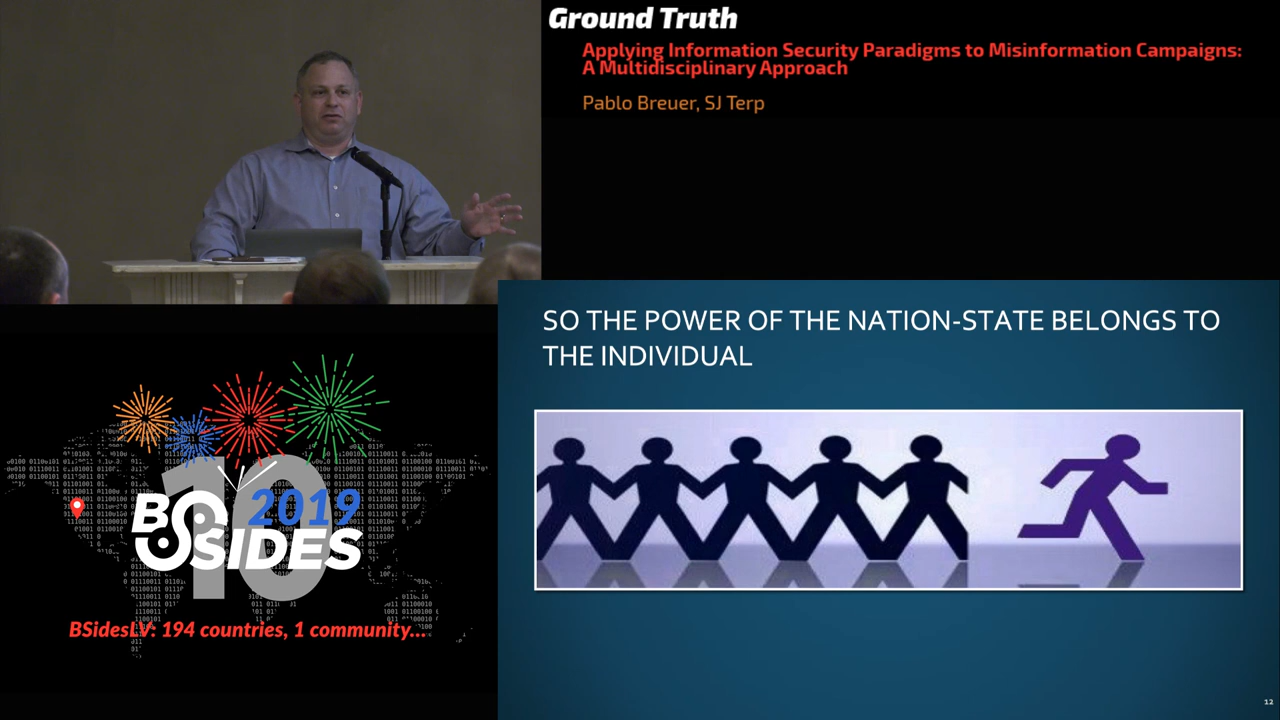 Ground Truth
Applying Information Security Paradigms to Misinformation Campaigns:
A Multidisciplinary Approach
Pablo Breuer, SJ Terp
SO THE POWER OF THE NATION-STATE BELONGS TO
THE INDIVIDUAL
10
2019
BSIDES
BSidesLV: 194 countries, 1 community...
12